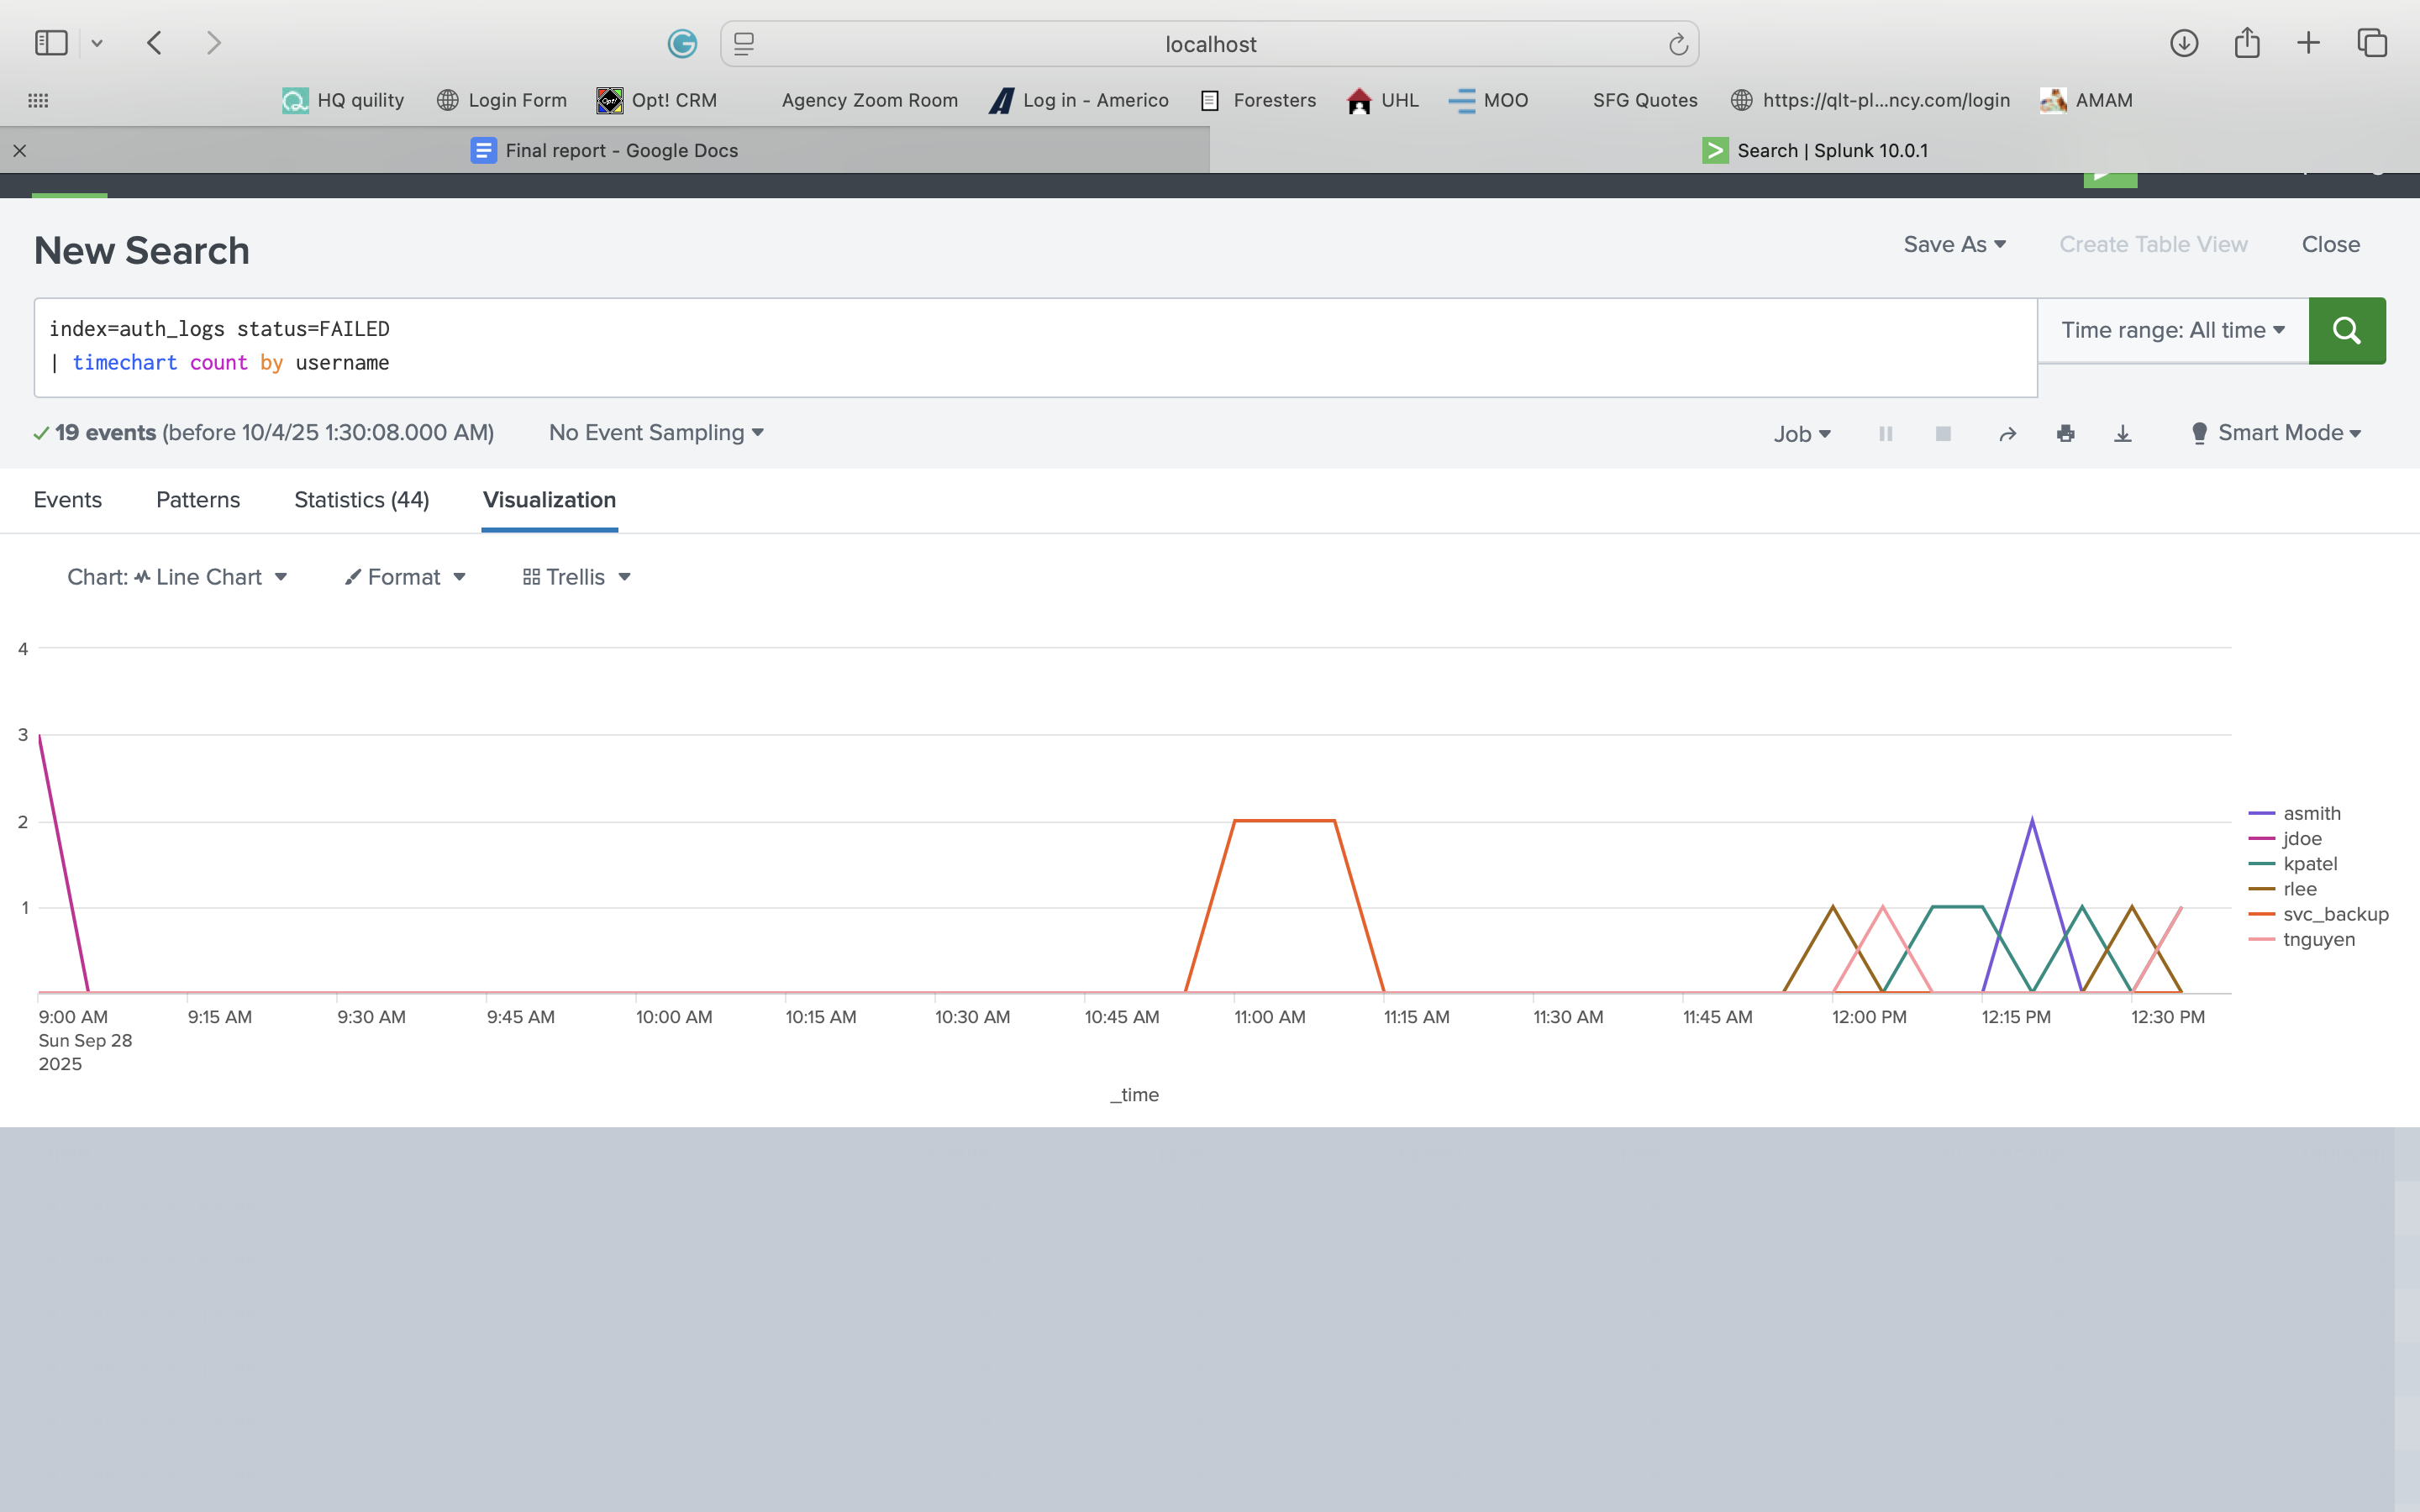 localhost
HQ quility
Login Form
Opt! CRM
Agency Zoom Room
Log in - Americo
Foresters
UHL
MOO
SFG Quotes
https://qlt-pl...ncy.com/login
AMAM
Final report - Google Docs
Search | Splunk 10.0.1
New Search
Save As
Create Table View
Close
index=auth_logs status=FAILED
| timechart count by username
Time range: All time
19 events (before 10/4/25 1:30:08.000 AM)
No Event Sampling
Job
Smart Mode
Events
Patterns
Statistics (44)
Visualization
Chart:
Line Chart
Format
Trellis
4
3
2
1
asmith
jdoe
kpatel
rlee
svc_backup
tnguyen
9:00 AM
Sun Sep 28
2025
9:15 AM
9:30 AM
9:45 AM
10:00 AM
10:15 AM
10:30 AM
10:45 AM
11:00 AM
11:15 AM
11:30 AM
11:45 AM
12:00 PM
12:15 PM
12:30 PM
_time